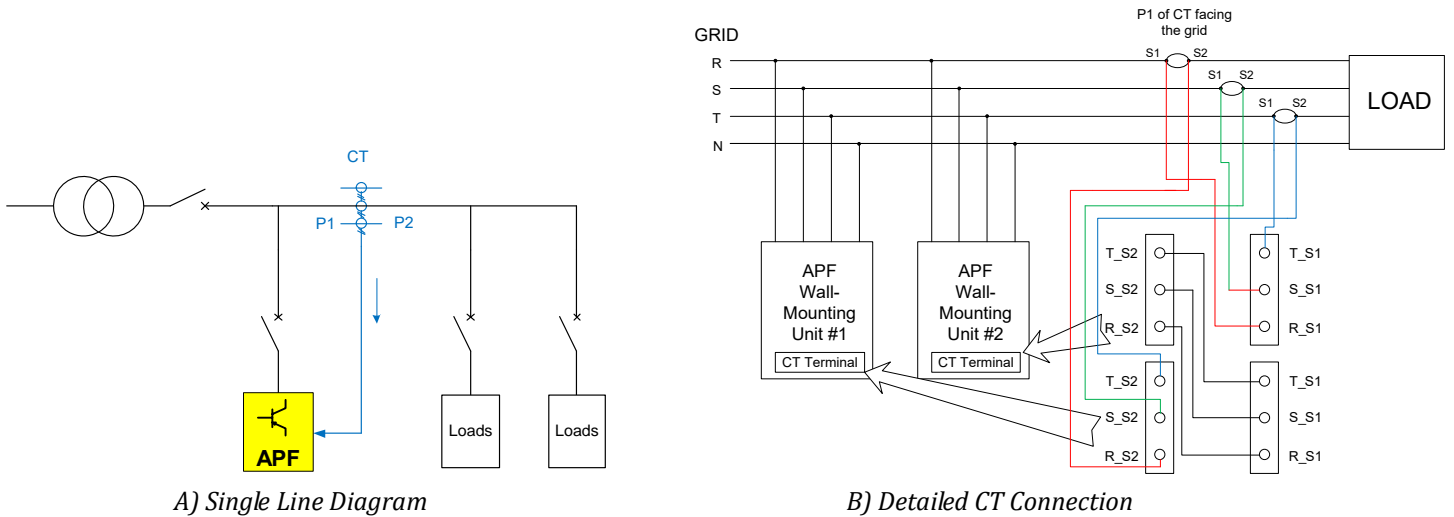 CT
P1
P2
APF
Loads
Loads
A) Single Line Diagram
P1 of CT facing
the grid
GRID
R
S
T
N
S1
S2
S1
S2
S1
S2
LOAD
APF
Wall-
Mounting
Unit #1
CT Terminal
APF
Wall-
Mounting
Unit #2
CT Terminal
T_S2
S_S2
R_S2
T_S1
S_S1
R_S1
T_S2
S_S2
R_S2
T_S1
S_S1
R_S1
B) Detailed CT Connection